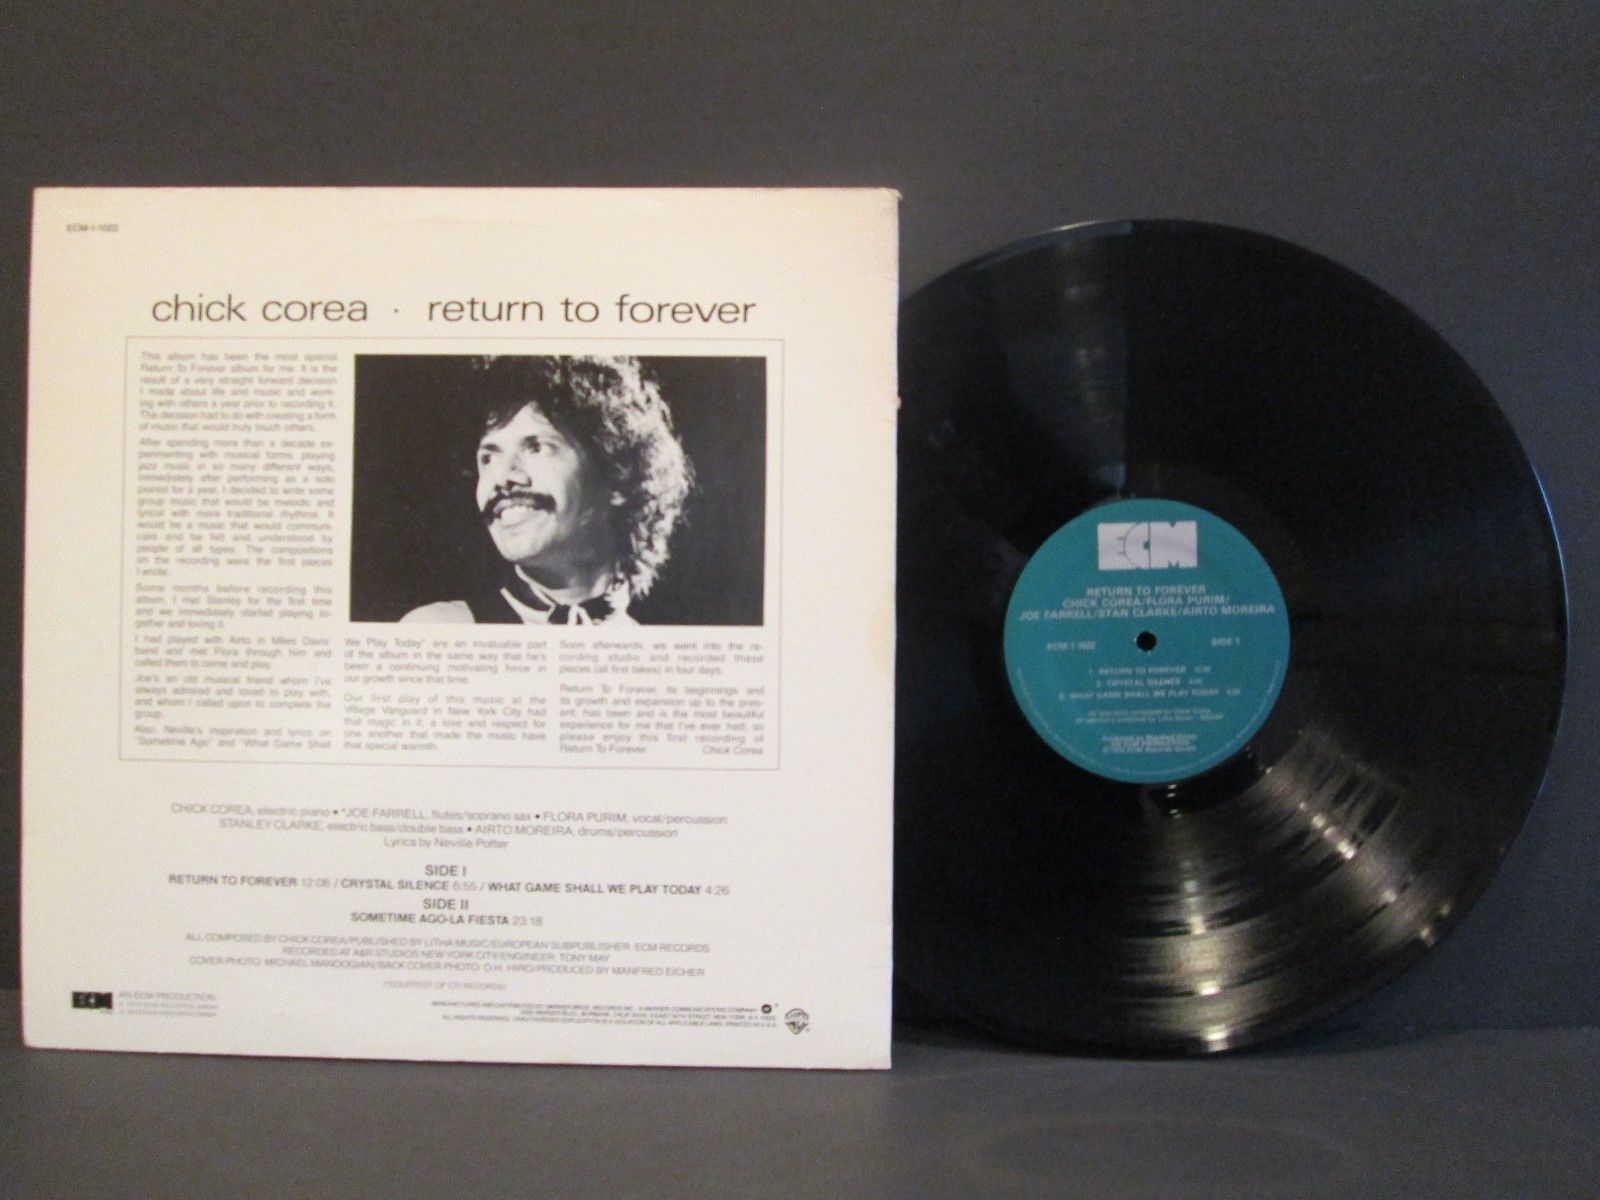 ECM-1-1022
chick corea · return to forever
This album has been the most special
Return To Forever album for me. It is the
result of a very straight forward decision
I made about life and music and work-
ing with others a year prior to recording it.
The decision had to do with creating a form
of music that would truly touch others.
After spending more than a decade ex-
perimenting with musical forms, playing
jazz music in so many different ways,
immediately after performing as a solo
pianist for a year, I decided to write some
group music that would be melodic and
lyrical with more traditional rhythms. It
would be a music that would communi-
cate and be felt and understood by
people of all types. The compositions
on the recording were the first pieces
I wrote.
Some months before recording this
album, I met Stanley for the first time
and we immediately started playing to-
gether and loving it.
I had played with Airto in Miles Davis'
band and met Flora through him and
called them to come and play.
Joe's an old musical friend whom I've
always admired and loved to play with,
and whom I called upon to complete the
group.
Also, Neville's inspiration and lyrics on
"Sometime Ago" and "What Game Shall
We Play Today" are an invaluable part
of the album in the same way that he's
been a continuing motivating force in
our growth since that time.
Our first play of this music at the
Village Vanguard in New York City had
that magic in it; a love and respect for
one another that made the music have
that special warmth.
Soon afterwards, we went into the re-
cording studio and recorded these
pieces (all first takes) in four days.
Return To Forever, its beginnings and
its growth and expansion up to the pres-
ent, has been and is the most beautiful
experience for me that I've ever had; so
please enjoy this first recording of
Return To Forever. Chick Corea
CHICK COREA, electric piano • *JOE FARRELL, flutes/soprano sax • FLORA PURIM, vocal/percussion
STANLEY CLARKE, electric bass/double bass • AIRTO MOREIRA, drums/percussion
Lyrics by Neville Potter
SIDE I
RETURN TO FOREVER 12:06 / CRYSTAL SILENCE 6:55 / WHAT GAME SHALL WE PLAY TODAY 4:26
SIDE II
SOMETIME AGO-LA FIESTA 23:18
ALL COMPOSED BY CHICK COREA/PUBLISHED BY LITHA MUSIC/EUROPEAN SUBPUBLISHER: ECM RECORDS
RECORDED AT A&R STUDIOS NEW YORK CITY/ENGINEER: TONY MAY
COVER PHOTO: MICHAEL MANOOGIAN/BACK COVER PHOTO: O.H. HIRO/PRODUCED BY MANFRED EICHER
(*COURTESY OF CTI RECORDS)
ECM AN ECM PRODUCTION
MANUFACTURED AND DISTRIBUTED BY WARNER BROS. RECORDS INC., A WARNER COMMUNICATIONS COMPANY
ECM
RETURN TO FOREVER
CHICK COREA/FLORA PURIM/
JOE FARRELL/STAN CLARKE/AIRTO MOREIRA
ECM-1-1022 SIDE 1
1. RETURN TO FOREVER 12:06
2. CRYSTAL SILENCE
3. WHAT GAME SHALL WE PLAY TODAY 4:26
Produced by Manfred Eicher